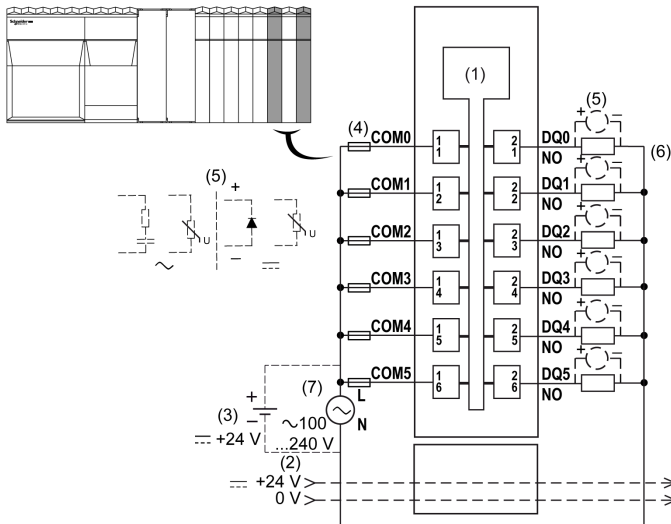 Schneider
(1)
(4) COM0 1 1 2 1 DQ0 + (5) −
NO (6)
COM1 1 2 2 2 DQ1 + −
NO
(5) + −
U U
∼ ⎓
COM2 1 3 2 3 DQ2 + −
NO
COM3 1 4 2 4 DQ3 + −
NO
COM4 1 5 2 5 DQ4 + −
NO
COM5 1 6 2 6 DQ5 + −
NO
(7) L
N
+
−
(3)
⎓ +24 V
∼100
...240 V
(2)
⎓ +24 V
0 V